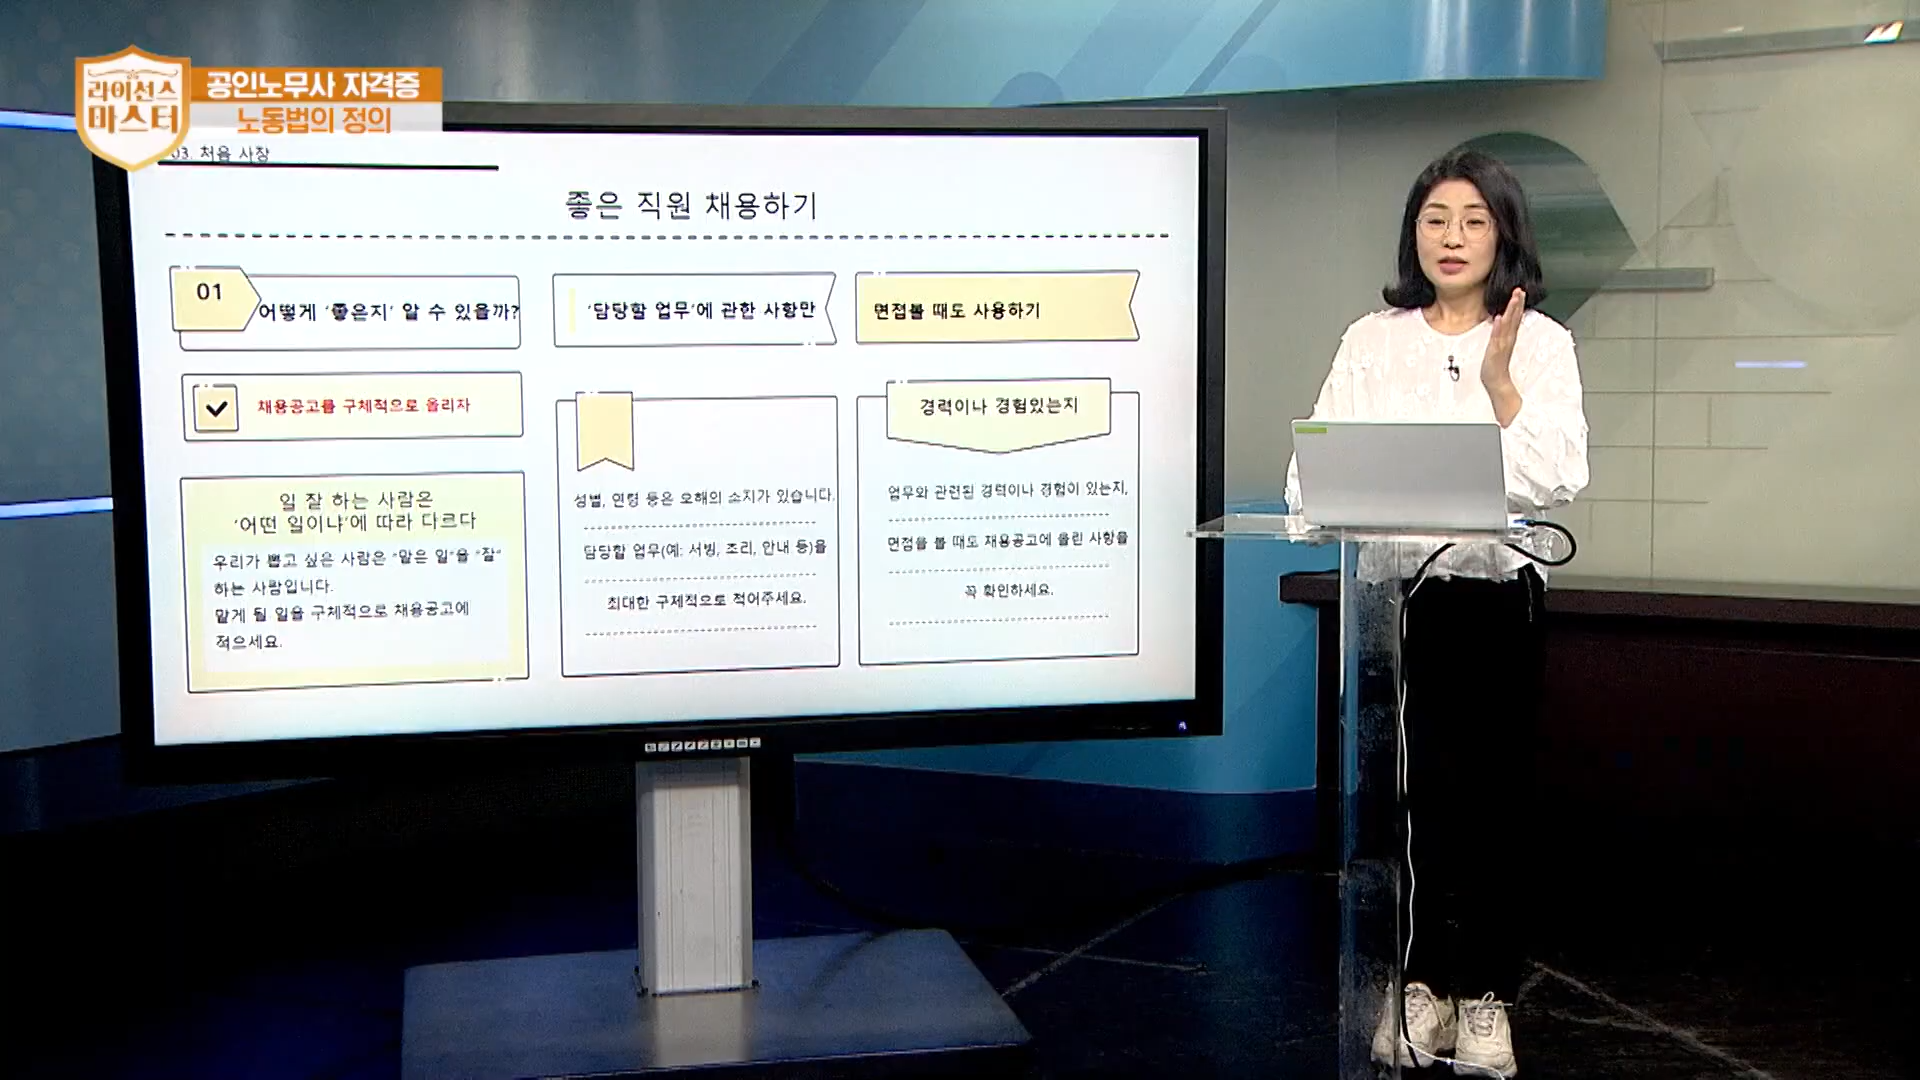 라이선스
마스터
공인노무사 자격증
노동법의 정의
03. 처음 사장
좋은 직원 채용하기
01
어떻게 '좋은지' 알 수 있을까?
채용공고를 구체적으로 올리자
일 잘 하는 사람은
'어떤 일이냐'에 따라 다르다
우리가 뽑고 싶은 사람은 "맡은 일"을 "잘"
하는 사람입니다.
맡게 될 일을 구체적으로 채용공고에
적으세요.
'담당할 업무'에 관한 사항만
성별, 연령 등은 오해의 소지가 있습니다.
담당할 업무(예: 서빙, 조리, 안내 등)을
최대한 구체적으로 적어주세요.
면접볼 때도 사용하기
경력이나 경험있는지
업무와 관련된 경력이나 경험이 있는지,
면접을 볼 때도 채용공고에 올린 사항을
꼭 확인하세요.